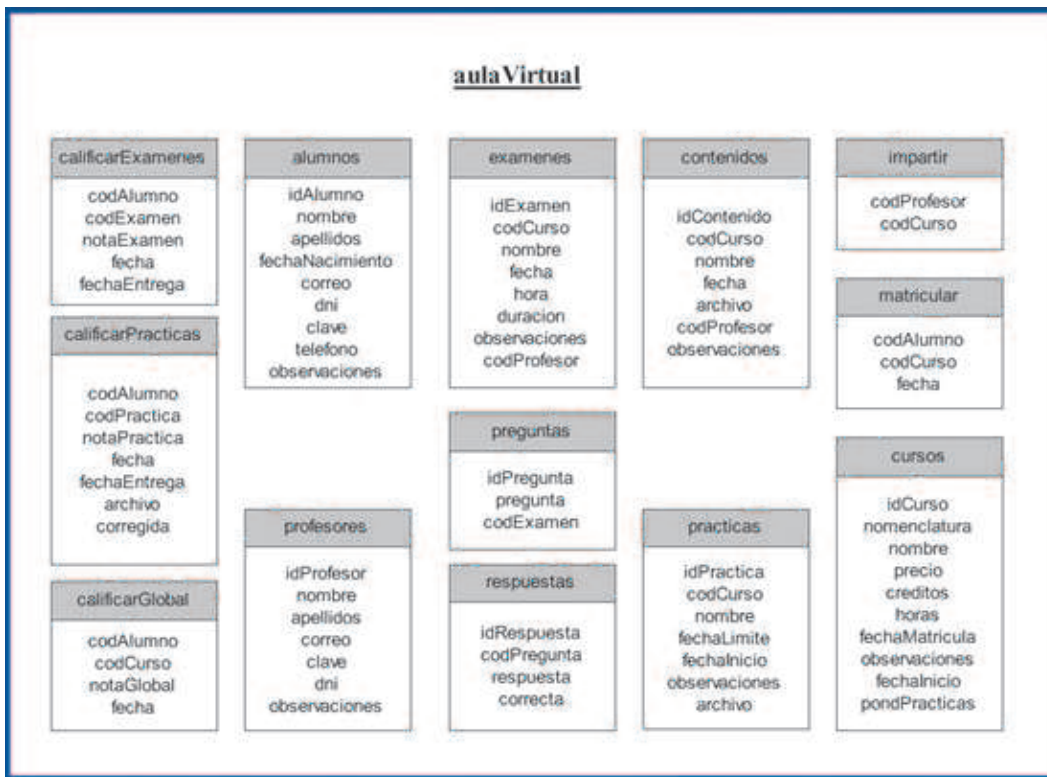 aulaVirtual
calificarExamenes
codAlumno
codExamen
notaExamen
fecha
fechaEntrega
calificarPracticas
codAlumno
codPractica
notaPractica
fecha
fechaEntrega
archivo
corregida
calificarGlobal
codAlumno
codCurso
notaGlobal
fecha
alumnos
idAlumno
nombre
apellidos
fechaNacimiento
correo
dni
clave
telefono
observaciones
profesores
idProfesor
nombre
apellidos
correo
clave
dni
observaciones
examenes
idExamen
codCurso
nombre
fecha
hora
duracion
observaciones
codProfesor
preguntas
idPregunta
pregunta
codExamen
respuestas
idRespuesta
codPregunta
respuesta
correcta
contenidos
idContenido
codCurso
nombre
fecha
archivo
codProfesor
observaciones
practicas
idPractica
codCurso
nombre
fechaLimite
fechaInicio
observaciones
archivo
impartir
codProfesor
codCurso
matricular
codAlumno
codCurso
fecha
cursos
idCurso
nomenclatura
nombre
precio
creditos
horas
fechaMatricula
observaciones
fechaInicio
pondPracticas